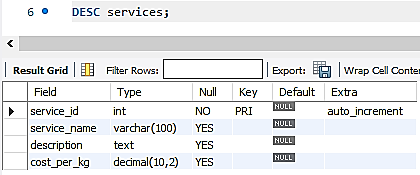 6 DESC services;
Result Grid Filter Rows: Export: Wrap Cell Conte
Field Type Null Key Default Extra
service_id int NO PRI NULL auto_increment
service_name varchar(100) YES NULL
description text YES NULL
cost_per_kg decimal(10,2) YES NULL